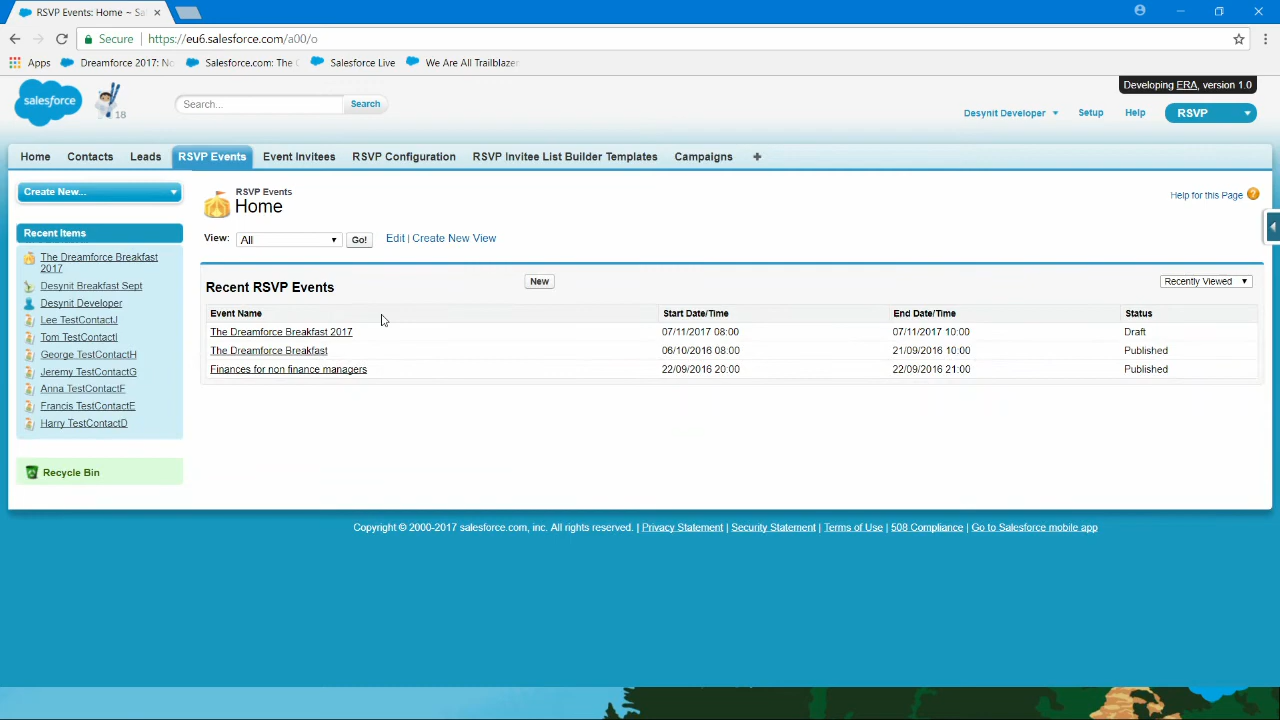 RSVP Events: Home ~ Sa
Secure
https://eu6.salesforce.com/a00/o
Apps
Dreamforce 2017: No
Salesforce.com: The C
Salesforce Live
We Are All Trailblaze
Developing ERA, version 1.0
salesforce
18
Search...
Search
Desynit Developer
Setup
Help
RSVP
Home
Contacts
Leads
RSVP Events
Event Invitees
RSVP Configuration
RSVP Invitee List Builder Templates
Campaigns
Create New...
Recent Items
The Dreamforce Breakfast
2017
Desynit Breakfast Sept
Desynit Developer
Lee TestContactJ
Tom TestContactI
George TestContactH
Jeremy TestContactG
Anna TestContactF
Francis TestContactE
Harry TestContactD
Recycle Bin
RSVP Events
Home
Help for this Page
View: All Go! Edit | Create New View
Recent RSVP Events
New
Recently Viewed
Event Name Start Date/Time End Date/Time Status
The Dreamforce Breakfast 2017 07/11/2017 08:00 07/11/2017 10:00 Draft
The Dreamforce Breakfast 06/10/2016 08:00 21/09/2016 10:00 Published
Finances for non finance managers 22/09/2016 20:00 22/09/2016 21:00 Published
Copyright © 2000-2017 salesforce.com, inc. All rights reserved. | Privacy Statement | Security Statement | Terms of Use | 508 Compliance | Go to Salesforce mobile app